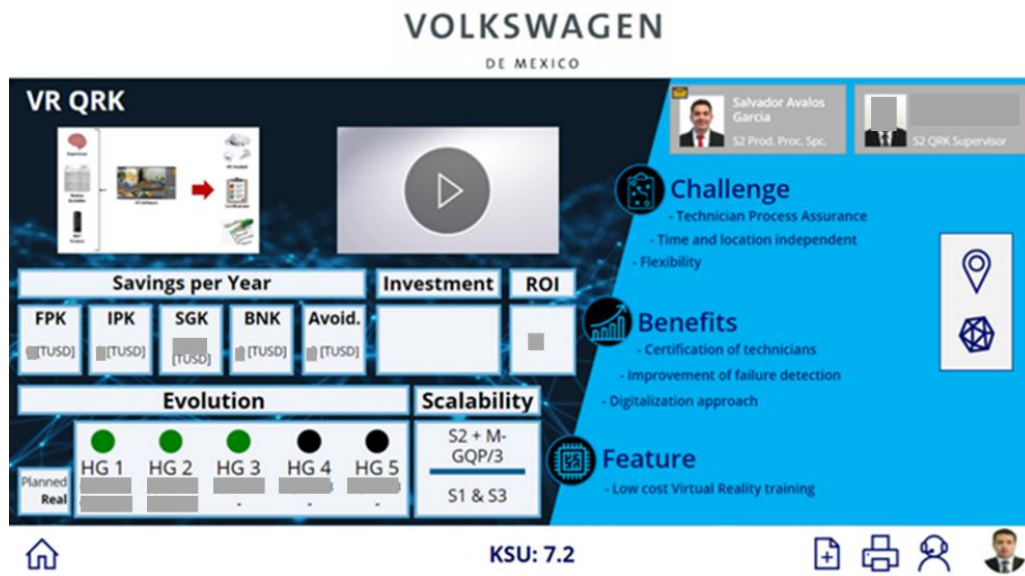 VOLKSWAGEN
DE MEXICO
VR QRK
Salvador Avalos
Garcia
S2 Prod. Proc. Spc.
S2 QRK Supervisor
Challenge
- Technician Process Assurance
- Time and location independent
- Flexibility
Savings per Year
Investment
ROI
FPK
IPK
SGK
BNK
Avoid.
[TUSD]
[TUSD]
[TUSD]
[TUSD]
[TUSD]
Benefits
- Certification of technicians
- Improvement of failure detection
- Digitalization approach
Evolution
Scalability
HG 1
HG 2
HG 3
HG 4
HG 5
Planned
Real
-
-
-
S2 + M-
GQP/3
S1 & S3
Feature
- Low cost Virtual Reality training
KSU: 7.2